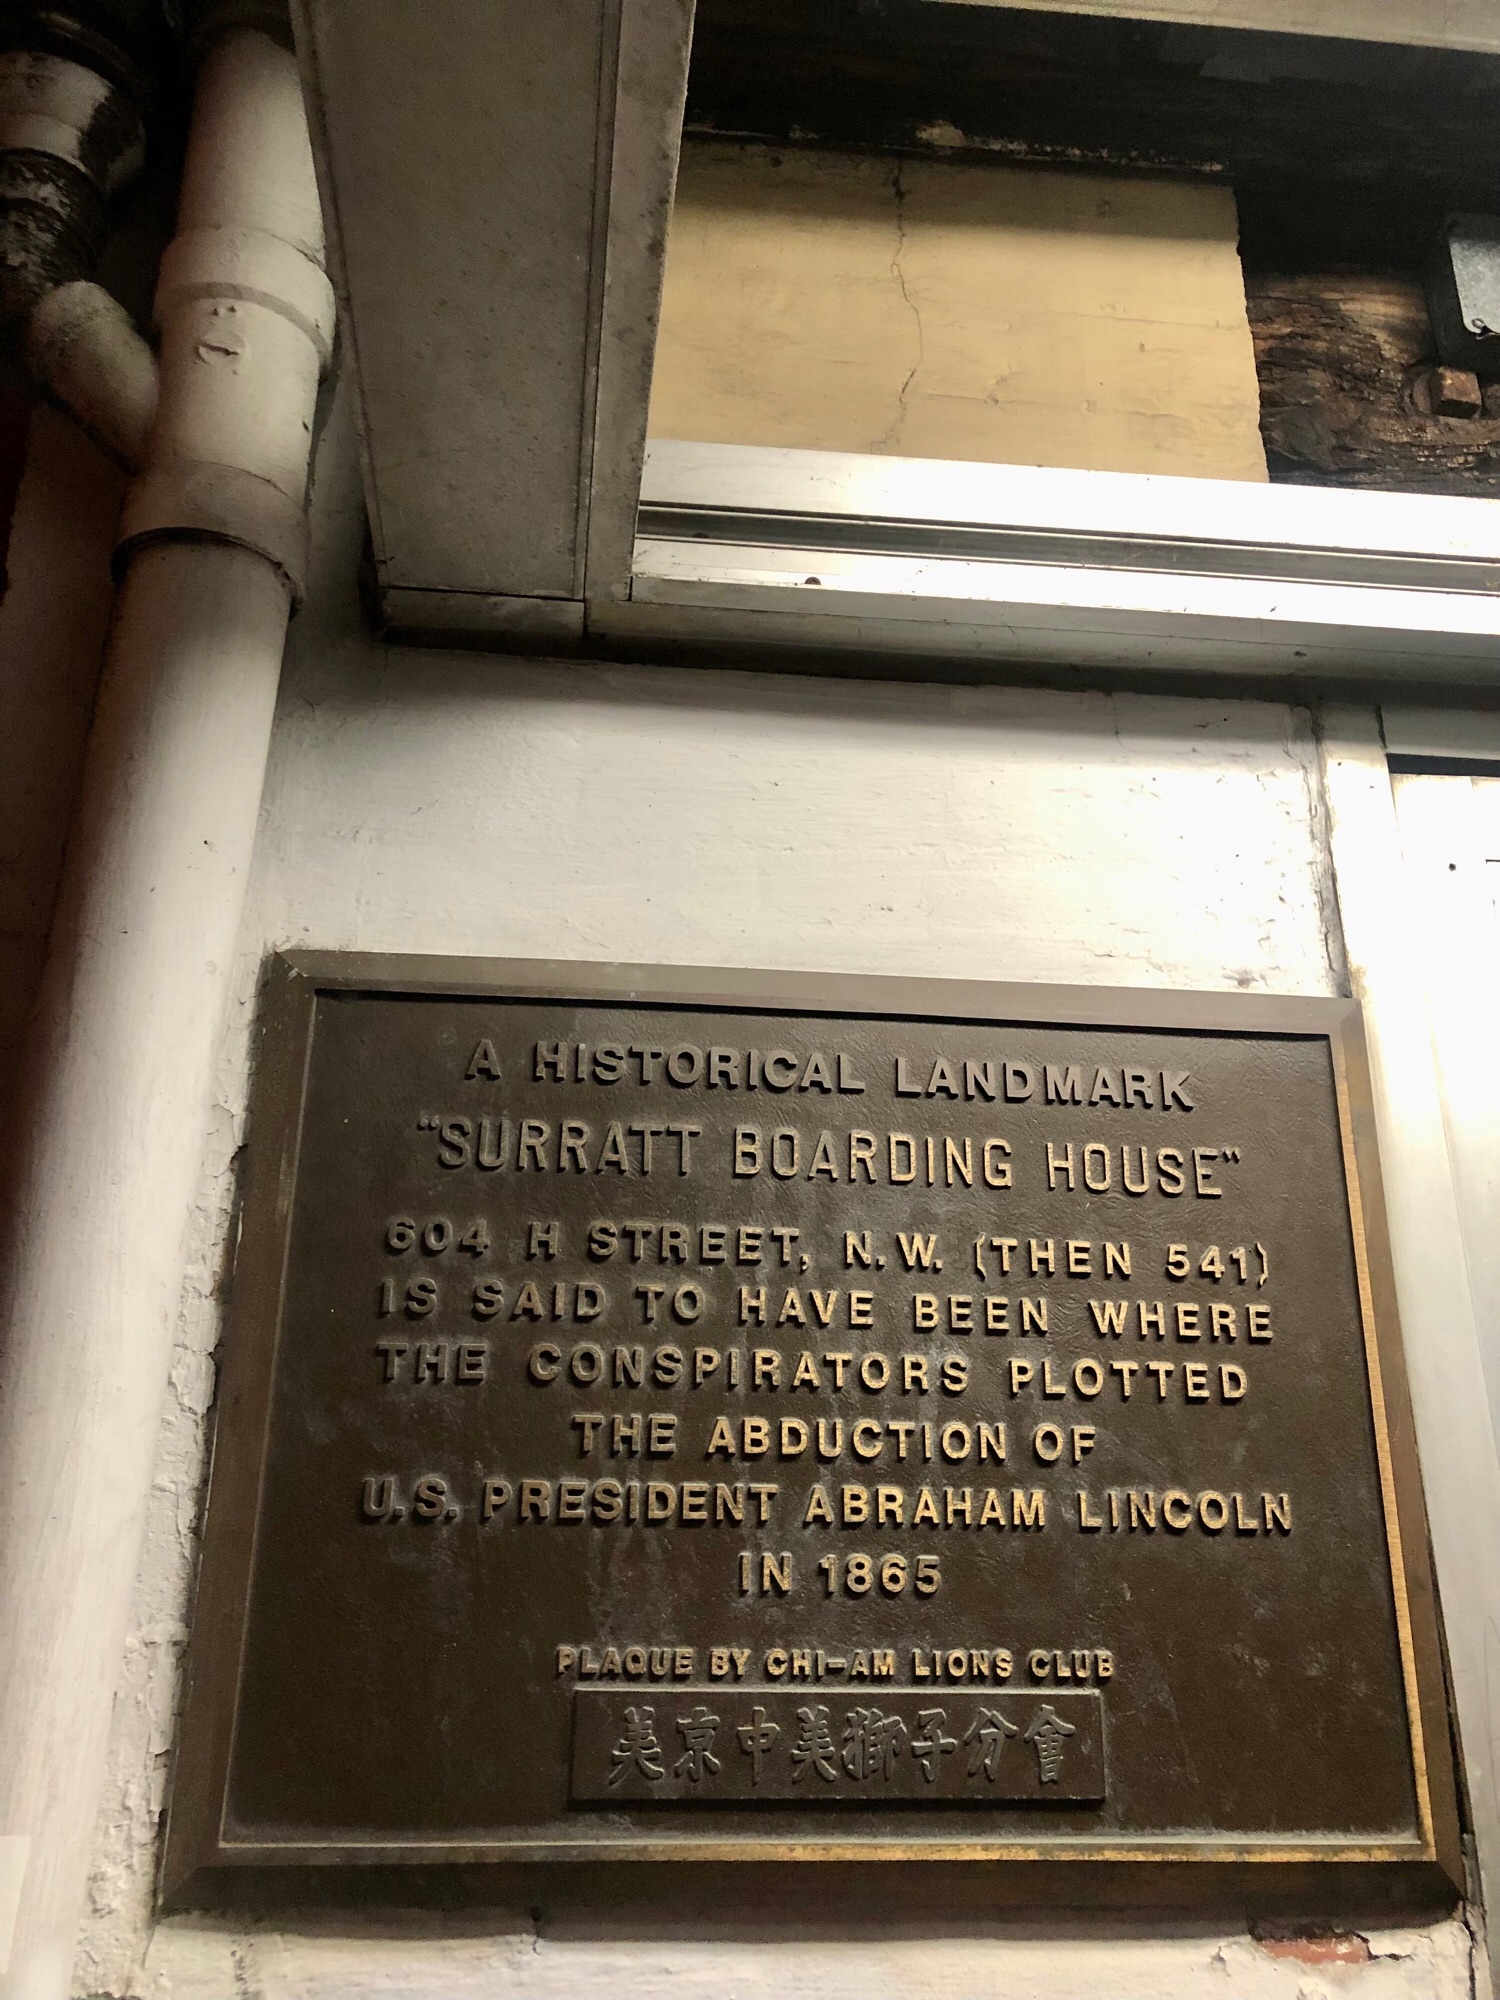 A HISTORICAL LANDMARK
"SURRATT BOARDING HOUSE"
604 H STREET, N.W. (THEN 541)
IS SAID TO HAVE BEEN WHERE
THE CONSPIRATORS PLOTTED
THE ABDUCTION OF
U.S. PRESIDENT ABRAHAM LINCOLN
IN 1865
PLAQUE BY CHI-AM LIONS CLUB
美京中美獅子分會